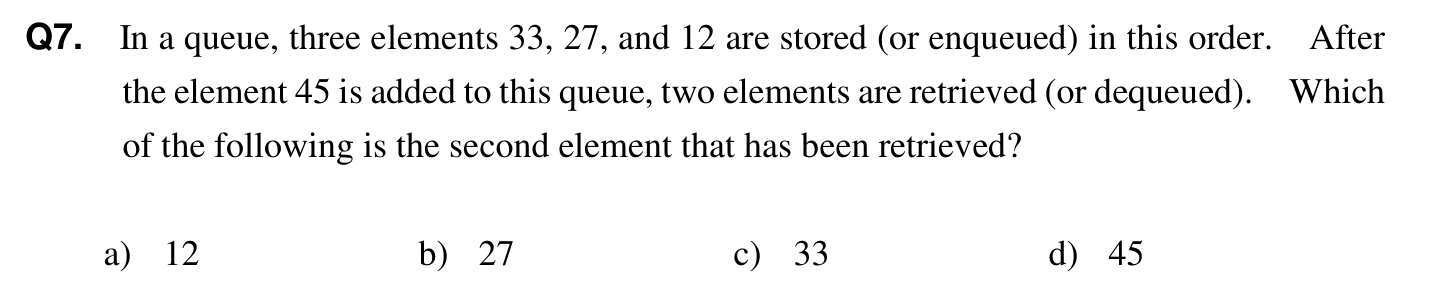 Q7. In a queue, three elements 33, 27, and 12 are stored (or enqueued) in this order. After
the element 45 is added to this queue, two elements are retrieved (or dequeued). Which
of the following is the second element that has been retrieved?
a) 12 b) 27 c) 33 d) 45